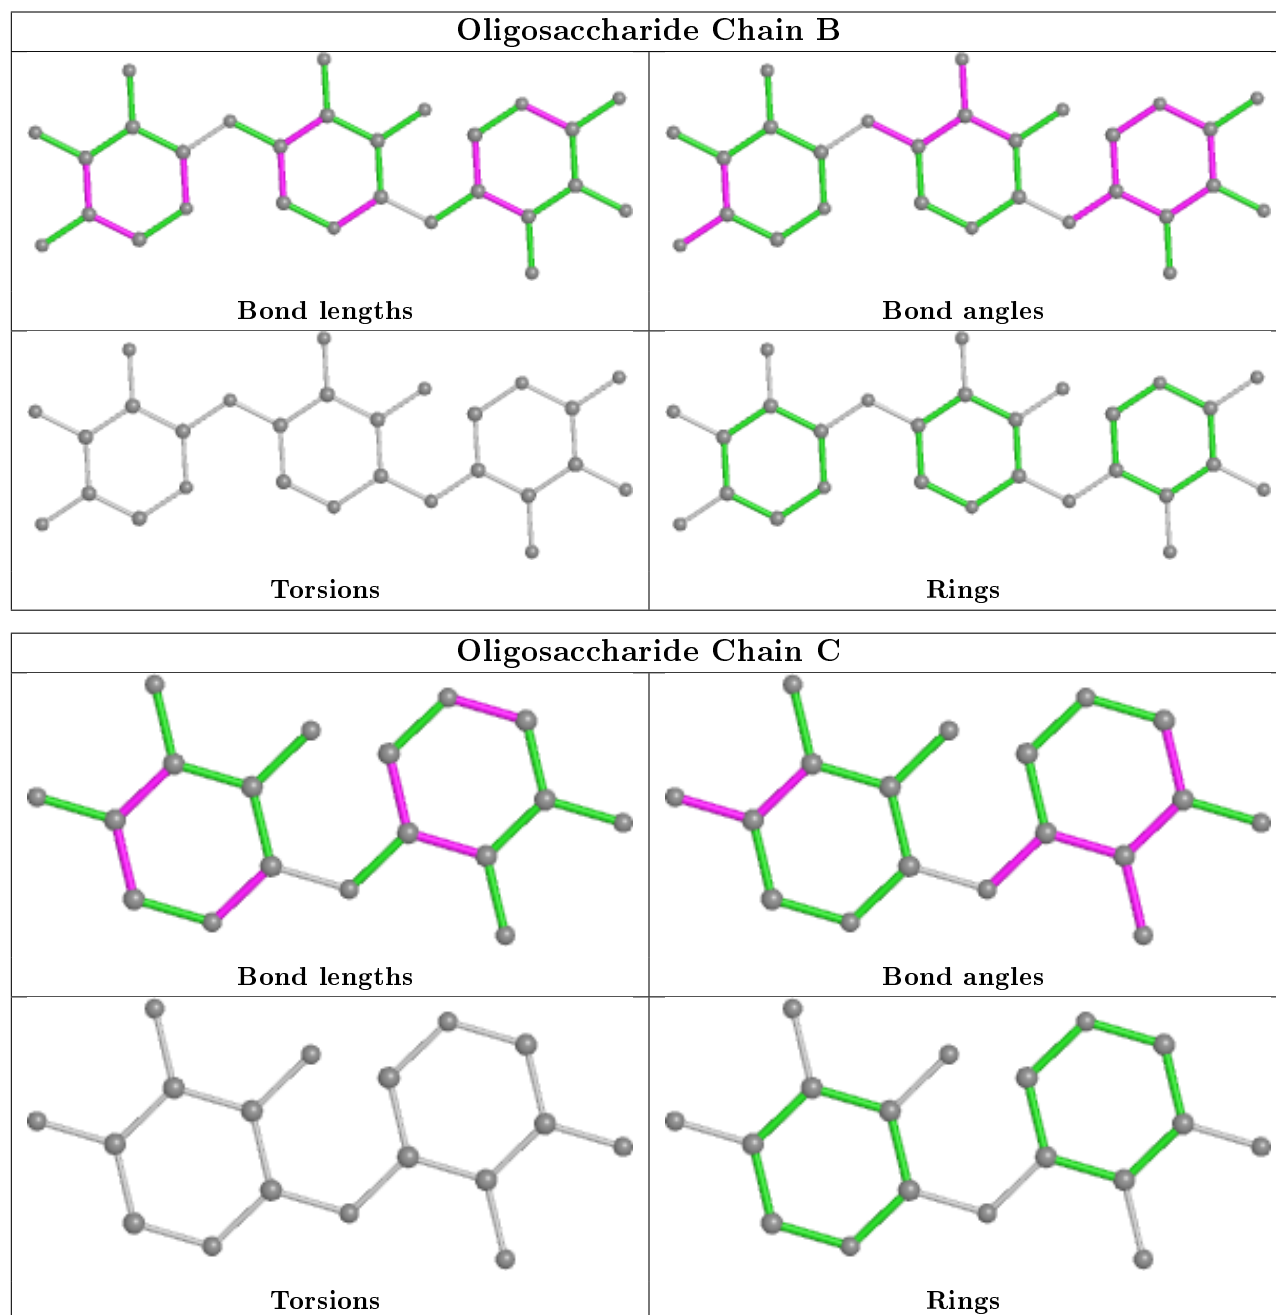 Oligosaccharide Chain B
Bond lengths
Bond angles
Torsions
Rings
Oligosaccharide Chain C
Bond lengths
Bond angles
Torsions
Rings